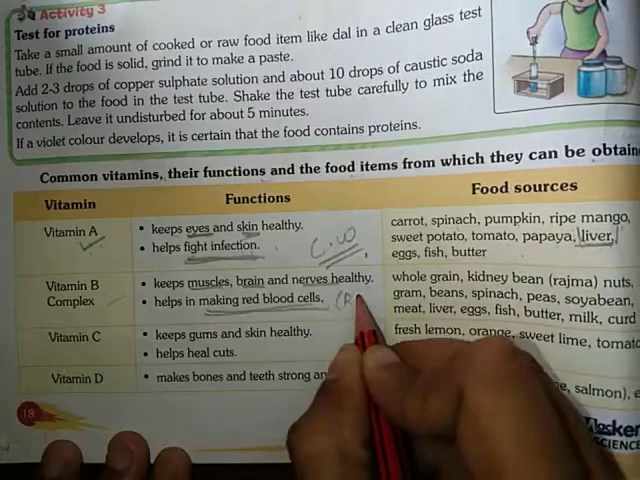 Activity 3
Test for proteins
Take a small amount of cooked or raw food item like dal in a clean glass test
tube. If the food is solid, grind it to make a paste.
Add 2-3 drops of copper sulphate solution and about 10 drops of caustic soda
solution to the food in the test tube. Shake the test tube carefully to mix the
contents. Leave it undisturbed for about 5 minutes.
If a violet colour develops, it is certain that the food contains proteins.
Common vitamins, their functions and the food items from which they can be obtain
Vitamin Functions Food sources
Vitamin A
• keeps eyes and skin healthy.
• helps fight infection.
C.W
carrot, spinach, pumpkin, ripe mango,
sweet potato, tomato, papaya, liver,
eggs, fish, butter
Vitamin B
Complex
• keeps muscles, brain and nerves healthy.
• helps in making red blood cells.
(R
whole grain, kidney bean (rajma) nuts,
gram, beans, spinach, peas, soyabean,
meat, liver, eggs, fish, butter, milk, curd
Vitamin C
• keeps gums and skin healthy.
• helps heal cuts.
fresh lemon, orange, sweet lime, tomato
Vitamin D
• makes bones and teeth strong an
e, salmon), e
18
locker
SCIENCE